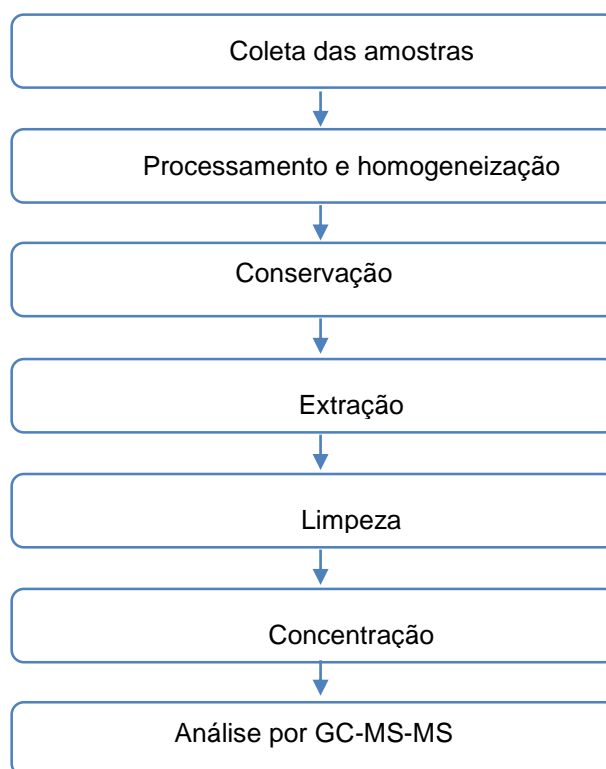 Coleta das amostras
Processamento e homogeneização
Conservação
Extração
Limpeza
Concentração
Análise por GC-MS-MS